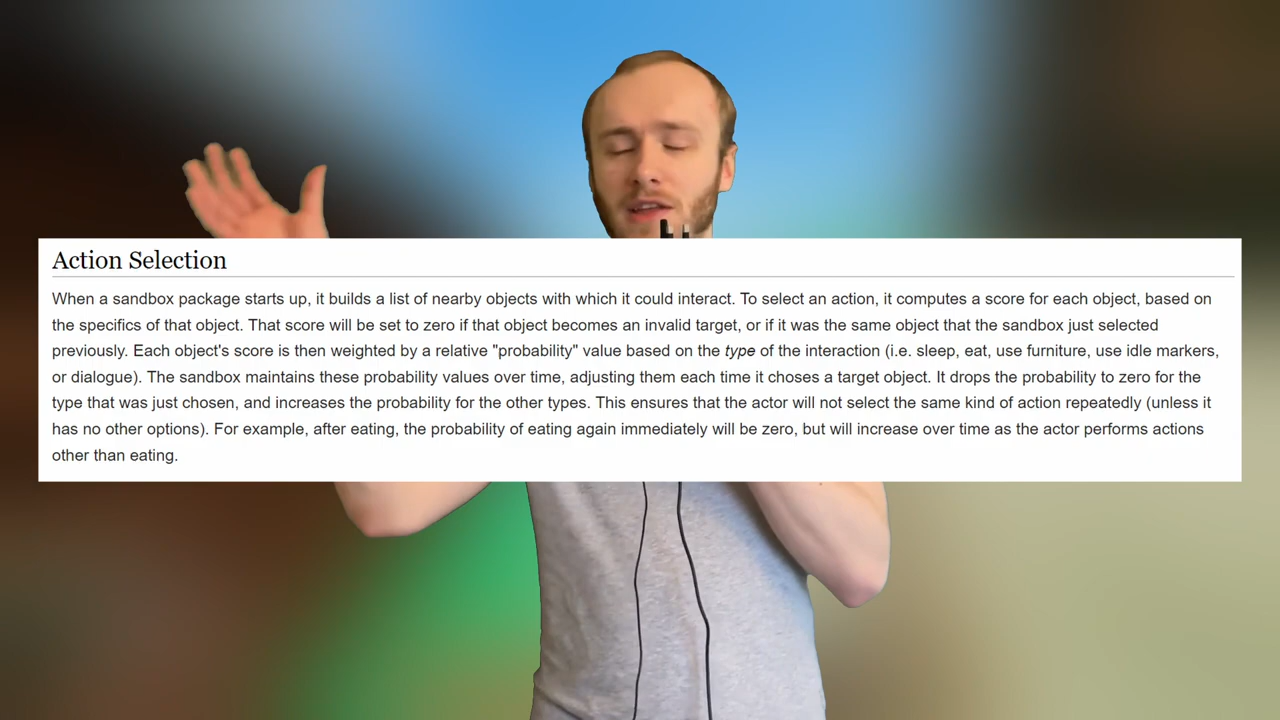 Action Selection
When a sandbox package starts up, it builds a list of nearby objects with which it could interact. To select an action, it computes a score for each object, based on
the specifics of that object. That score will be set to zero if that object becomes an invalid target, or if it was the same object that the sandbox just selected
previously. Each object's score is then weighted by a relative "probability" value based on the type of the interaction (i.e. sleep, eat, use furniture, use idle markers,
or dialogue). The sandbox maintains these probability values over time, adjusting them each time it choses a target object. It drops the probability to zero for the
type that was just chosen, and increases the probability for the other types. This ensures that the actor will not select the same kind of action repeatedly (unless it
has no other options). For example, after eating, the probability of eating again immediately will be zero, but will increase over time as the actor performs actions
other than eating.